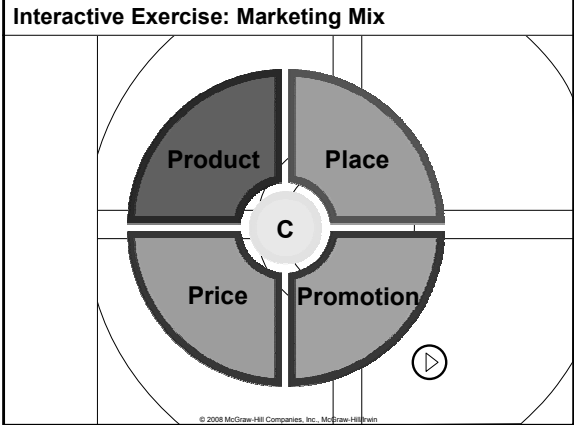 Interactive Exercise: Marketing Mix
Product Place
C
Price Promotion
© 2008 McGraw-Hill Companies, Inc., McGraw-Hill/Irwin